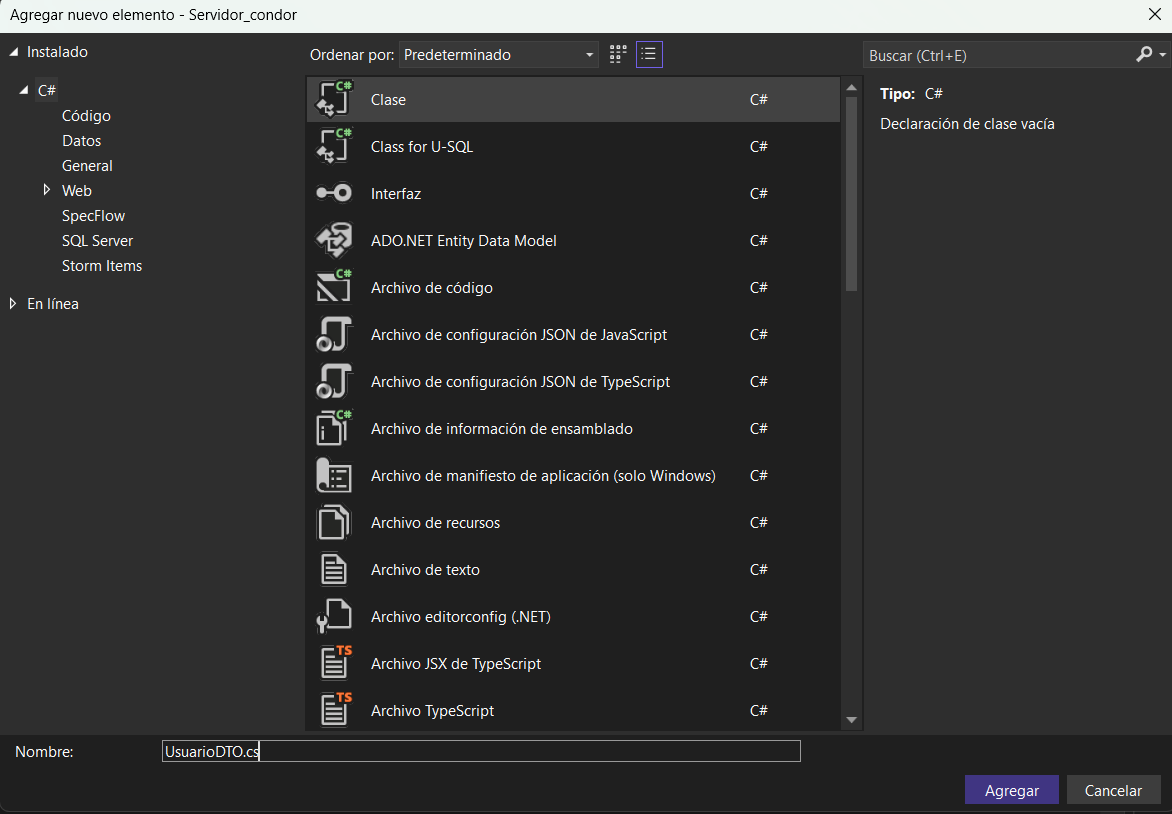 Agregar nuevo elemento - Servidor_condor
Instalado
C#
Código
Datos
General
Web
SpecFlow
SQL Server
Storm Items
En línea
Ordenar por: Predeterminado
Clase C#
Class for U-SQL C#
Interfaz C#
ADO.NET Entity Data Model C#
Archivo de código C#
Archivo de configuración JSON de JavaScript C#
Archivo de configuración JSON de TypeScript C#
Archivo de información de ensamblado C#
Archivo de manifiesto de aplicación (solo Windows) C#
Archivo de recursos C#
Archivo de texto C#
Archivo editorconfig (.NET) C#
Archivo JSX de TypeScript C#
Archivo TypeScript C#
Buscar (Ctrl+E)
Tipo: C#
Declaración de clase vacía
Nombre: UsuarioDTO.cs
Agregar Cancelar